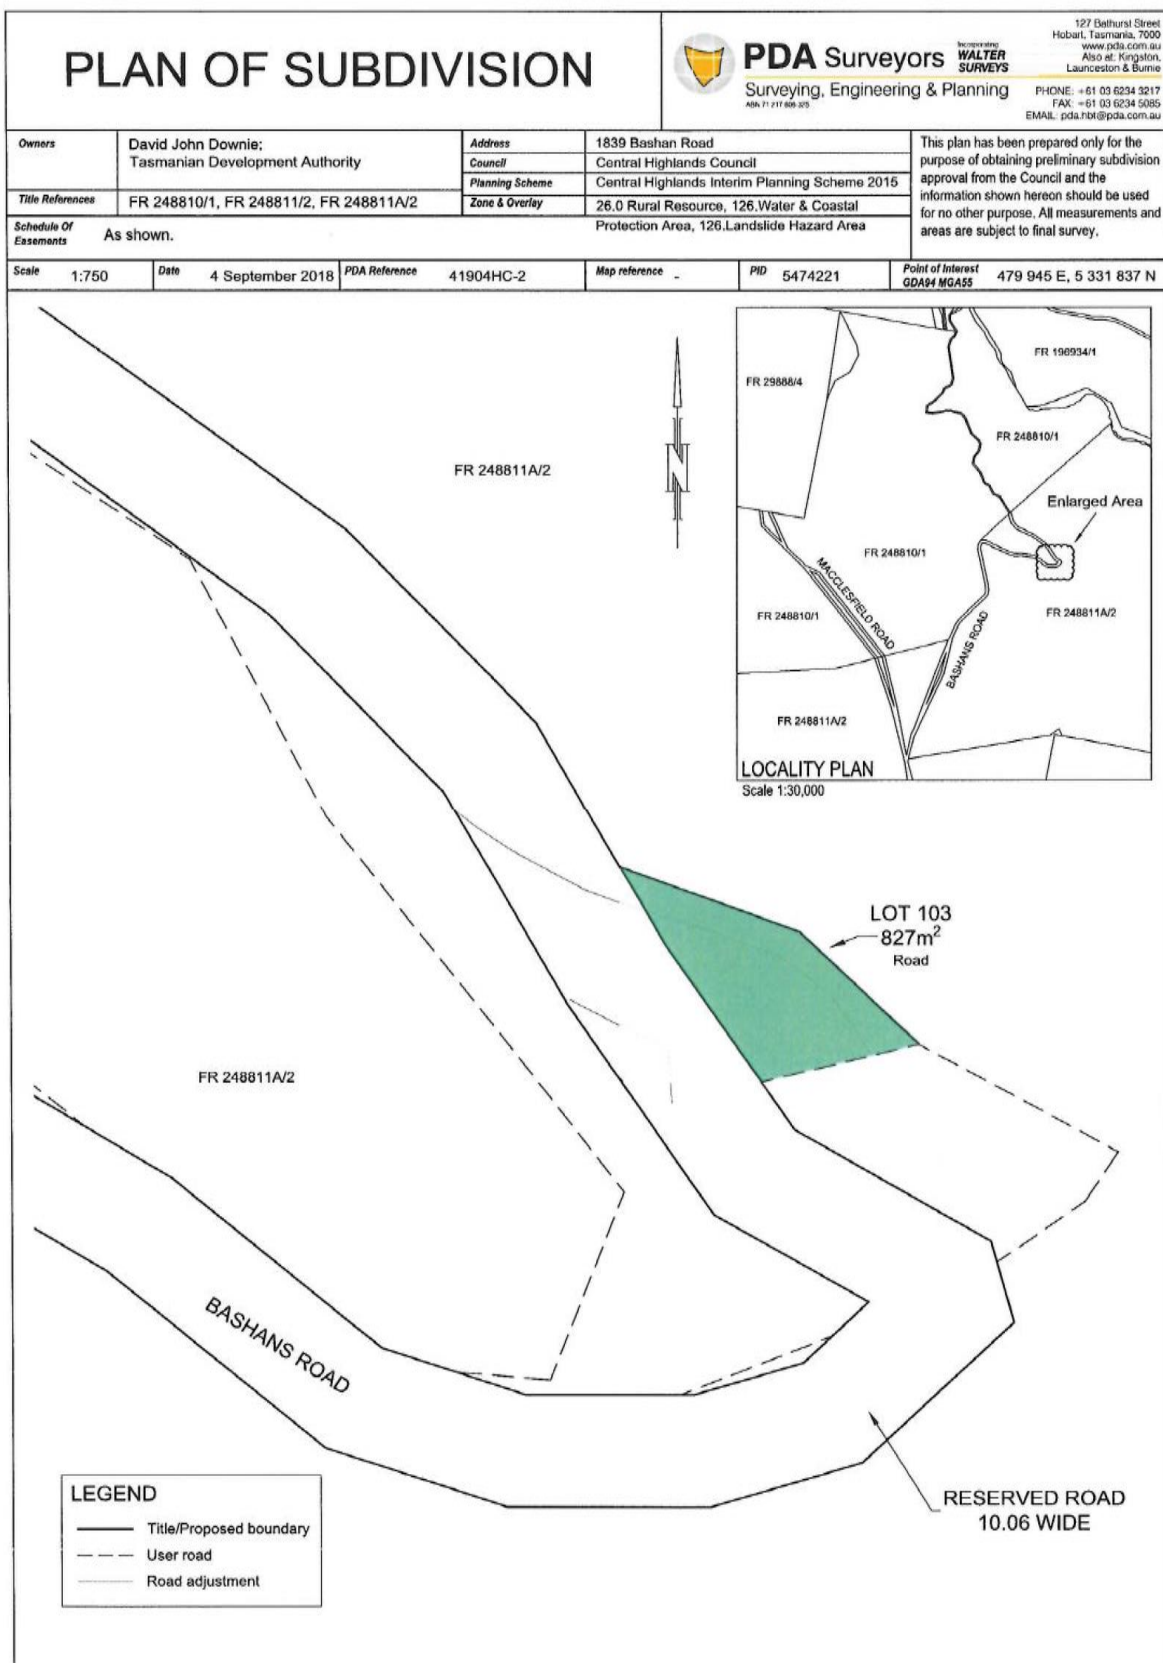 PLAN OF SUBDIVISION
PDA Surveyors
Incorporating
WALTER
SURVEYS
Surveying, Engineering & Planning
127 Bathurst Street
Hobart, Tasmania, 7000
www.pda.com.au
Also at: Kingston,
Launceston & Burnie
PHONE: +61 03 6234 3217
FAX: +61 03 6234 5085
EMAIL: pda.hbt@pda.com.au
Owners
David John Downie;
Tasmanian Development Authority
Title References
FR 248810/1, FR 248811/2, FR 248811A/2
Schedule Of
Easements
As shown.
Address
1839 Bashan Road
Council
Central Highlands Council
Planning Scheme
Central Highlands Interim Planning Scheme 2015
Zone & Overlay
26.0 Rural Resource, 126.Water & Coastal
Protection Area, 126.Landslide Hazard Area
This plan has been prepared only for the
purpose of obtaining preliminary subdivision
approval from the Council and the
information shown hereon should be used
for no other purpose. All measurements and
areas are subject to final survey.
Scale 1:750
Date 4 September 2018
PDA Reference 41904HC-2
Map reference -
PID 5474221
Point of Interest
GDA94 MGA55
479 945 E, 5 331 837 N
FR 248811A/2
N
FR 29888/4
FR 196934/1
FR 248810/1
Enlarged Area
FR 248810/1
MACCLESFIELD ROAD
FR 248810/1
BASHANS ROAD
FR 248811A/2
FR 248811A/2
LOCALITY PLAN
Scale 1:30,000
LOT 103
827m²
Road
FR 248811A/2
BASHANS ROAD
RESERVED ROAD
10.06 WIDE
LEGEND
Title/Proposed boundary
User road
Road adjustment